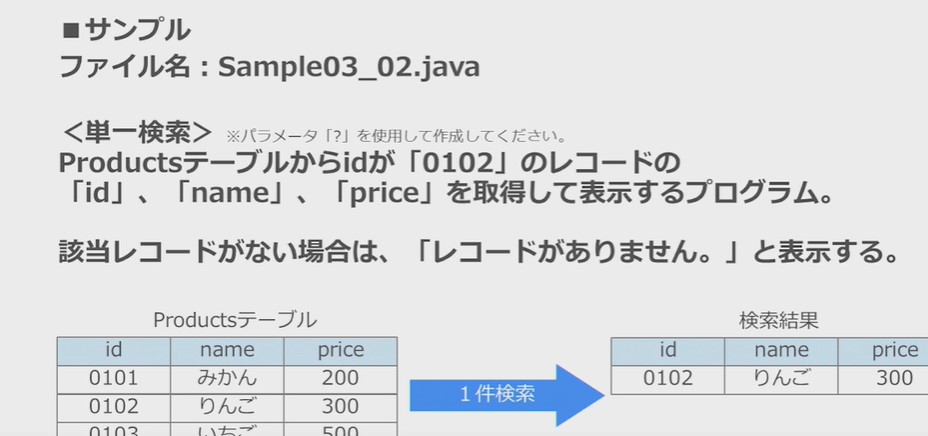 ■サンプル
ファイル名：Sample03_02.java
＜単一検索＞ ※パラメータ「?」を使用して作成してください。
Productsテーブルからidが「0102」のレコードの
「id」、「name」、「price」を取得して表示するプログラム。
該当レコードがない場合は、「レコードがありません。」と表示する。
Productsテーブル 検索結果
id name price id name price
0101 みかん 200 0102 りんご 300
１件検索
0102 りんご 300
0103 いちご 500